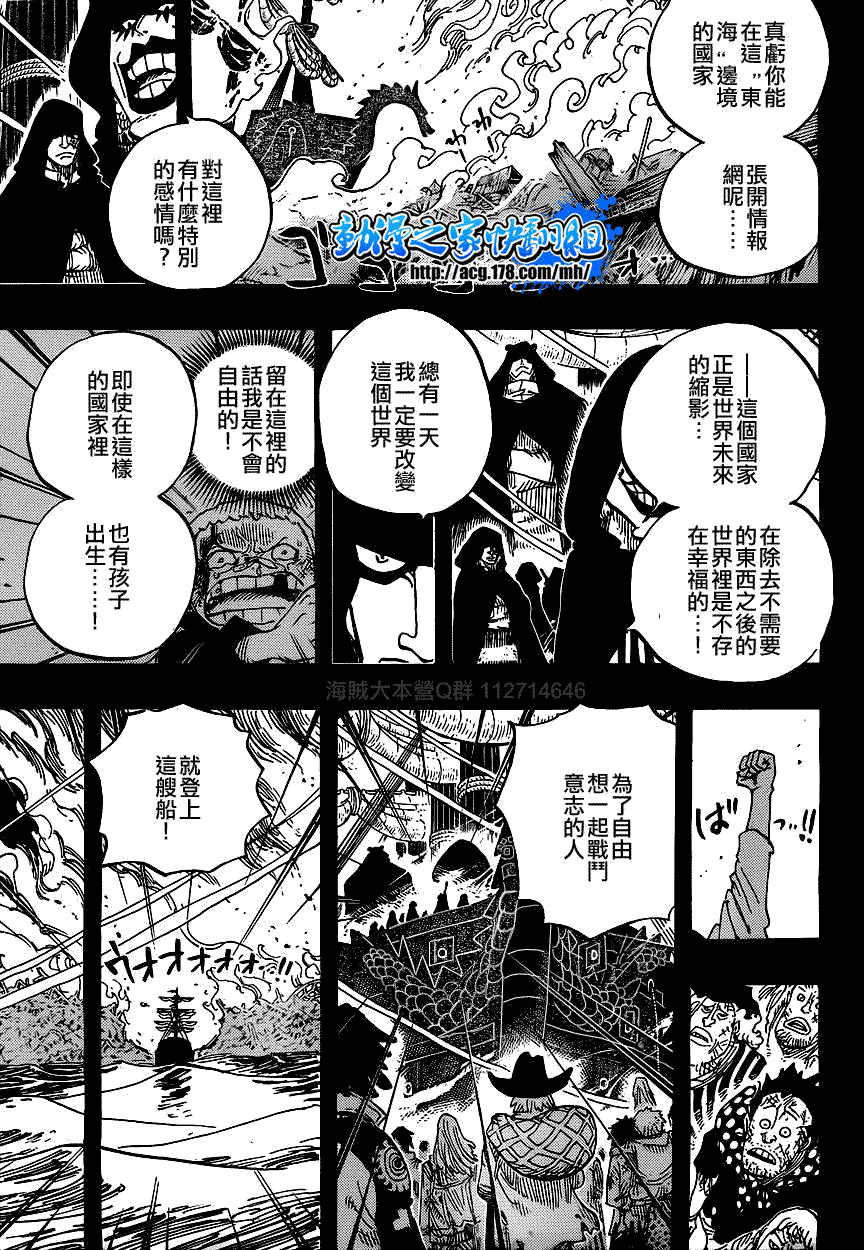 真虧你能
在這”東
海“邊境
的國家
張開情報
網呢……
對這裡
有什麼特別
的感情嗎？
動漫之家快翻組
http://acg.178.com/mh/
ゴゴゴゴ…
──這個國家
正是世界未來
的縮影…
在除去不需要
的東西之後的
世界裡是不存
在幸福的…！
總有一天
我一定要改變
這個世界
留在這裡的
話我是不會
自由的！
即使在這樣
的國家裡
也有孩子
出生……！
海賊大本營Q群 112714646
ばっ!!
為了自由
想一起戰鬥
意志的人
就登上
這艘船！
ウオオオオオ!!